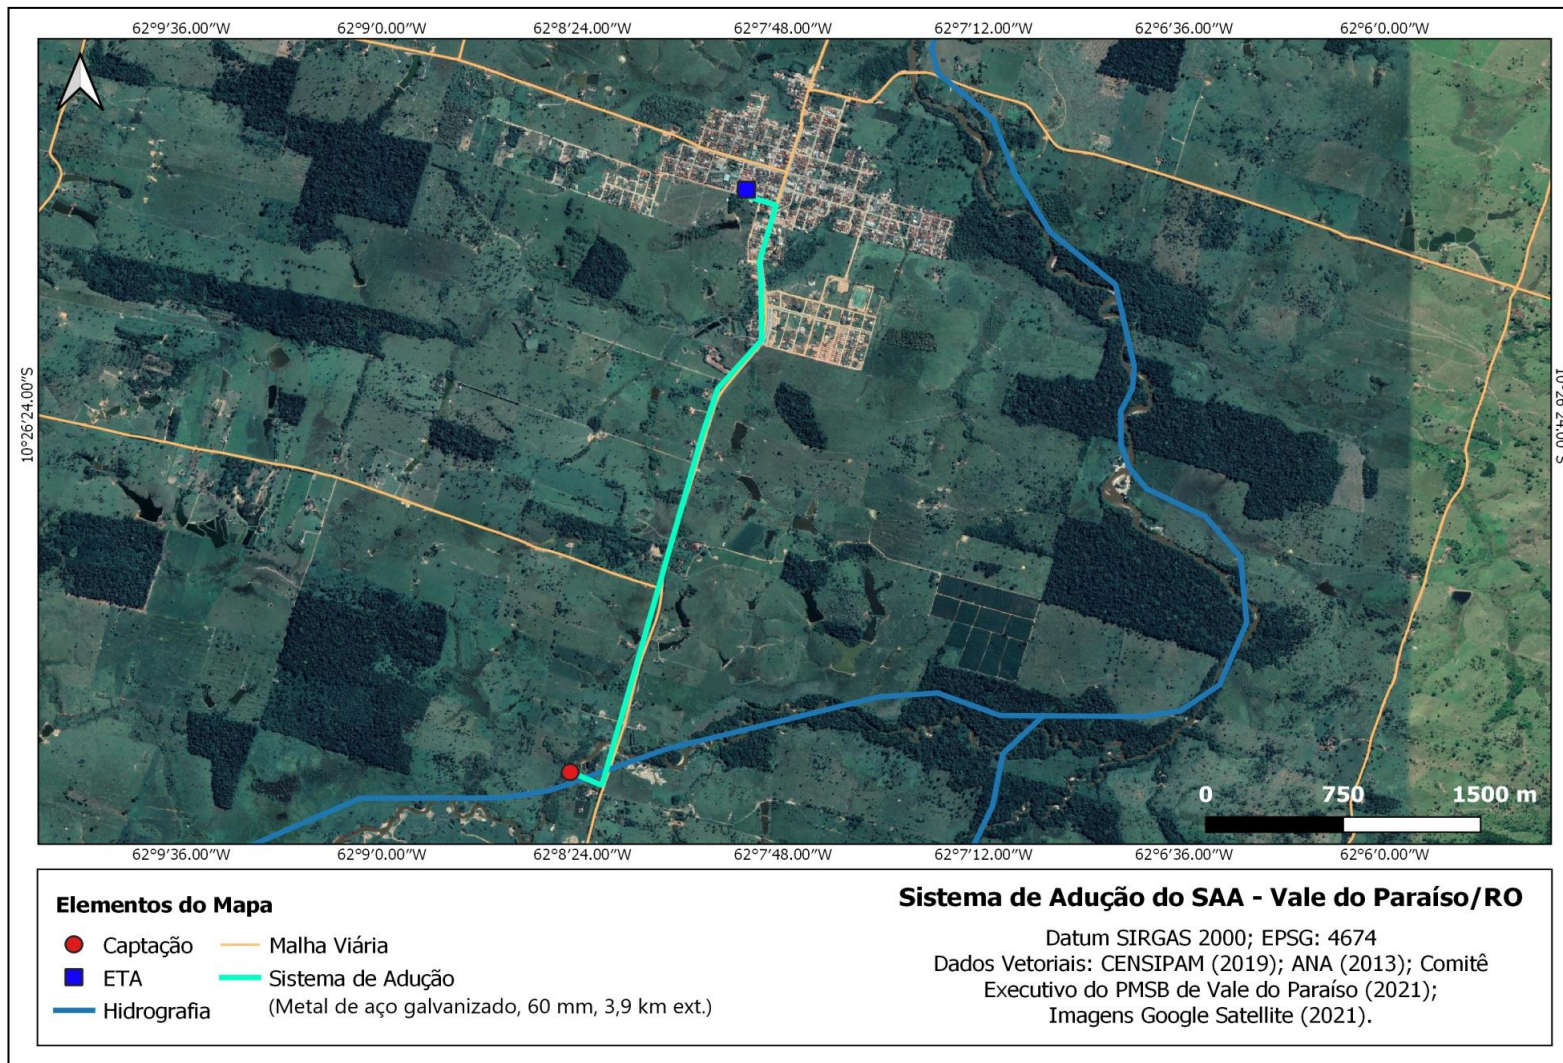 62°9′36.00″W 62°9′0.00″W 62°8′24.00″W 62°7′48.00″W 62°7′12.00″W 62°6′36.00″W 62°6′0.00″W
10°26′24.00″S
10°26′24.00″S
0 750 1500 m
62°9′36.00″W 62°9′0.00″W 62°8′24.00″W 62°7′48.00″W 62°7′12.00″W 62°6′36.00″W 62°6′0.00″W
Elementos do Mapa
Captação
ETA
Hidrografia
Malha Viária
Sistema de Adução
(Metal de aço galvanizado, 60 mm, 3,9 km ext.)
Sistema de Adução do SAA - Vale do Paraíso/RO
Datum SIRGAS 2000; EPSG: 4674
Dados Vetoriais: CENSIPAM (2019); ANA (2013); Comitê
Executivo do PMSB de Vale do Paraíso (2021);
Imagens Google Satellite (2021).